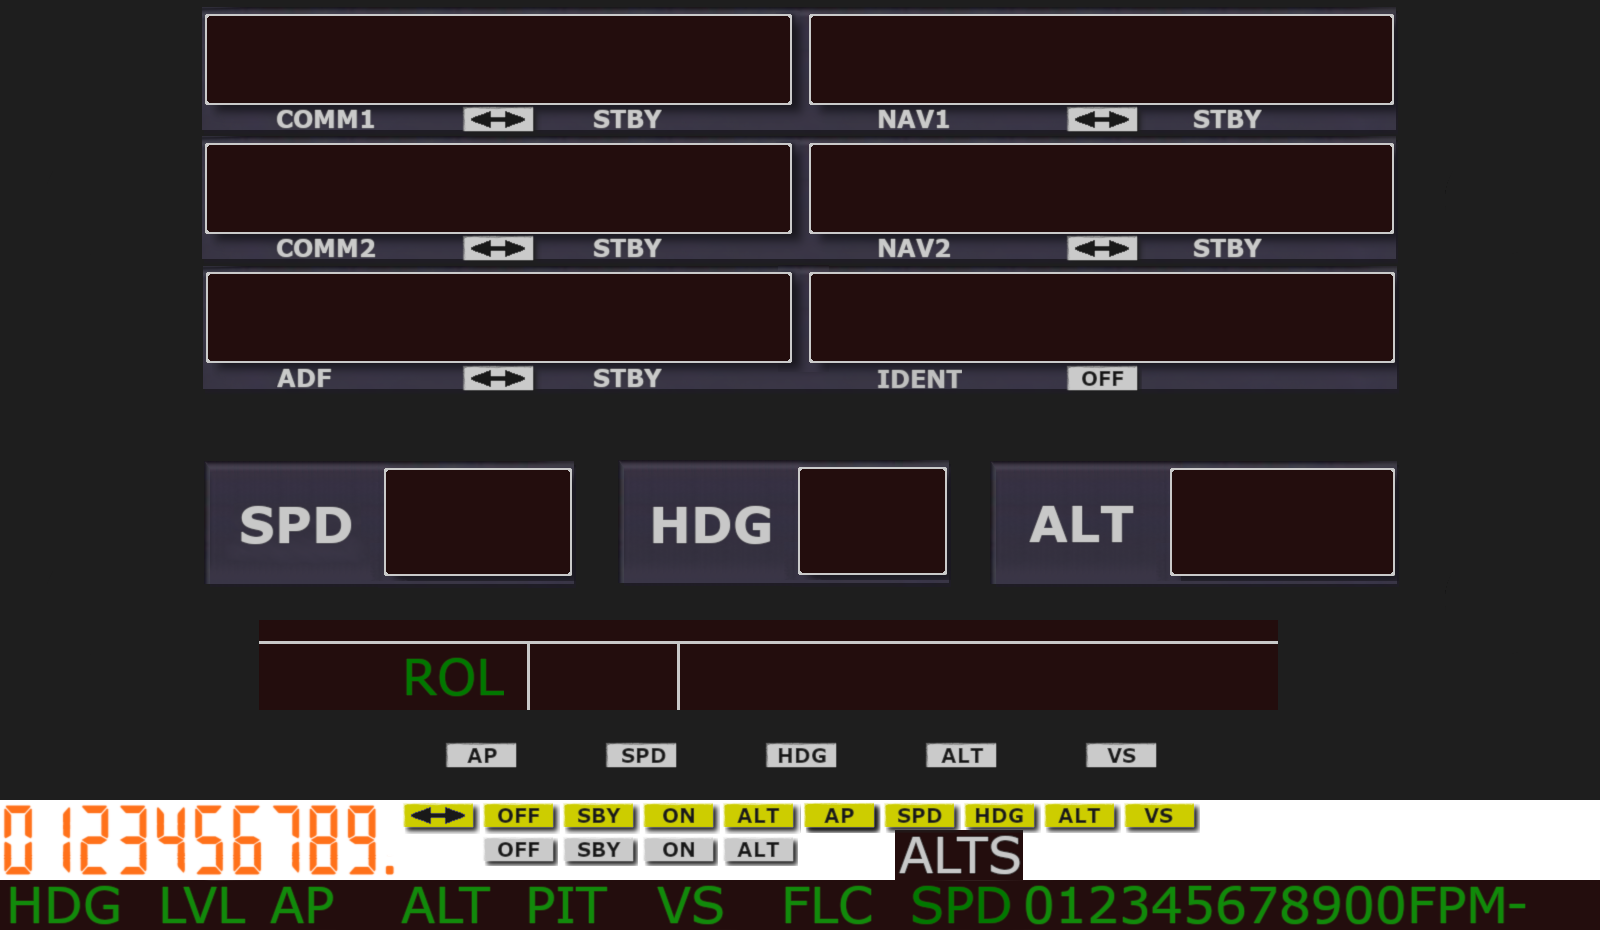 COMM1 STBY NAV1 STBY
COMM2 STBY NAV2 STBY
ADF STBY IDENT OFF
SPD HDG ALT
ROL
AP SPD HDG ALT VS
0123456789. OFF SBY ON ALT AP SPD HDG ALT VS
OFF SBY ON ALT ALTS
HDG LVL AP ALT PIT VS FLC SPD 012345678900FPM-